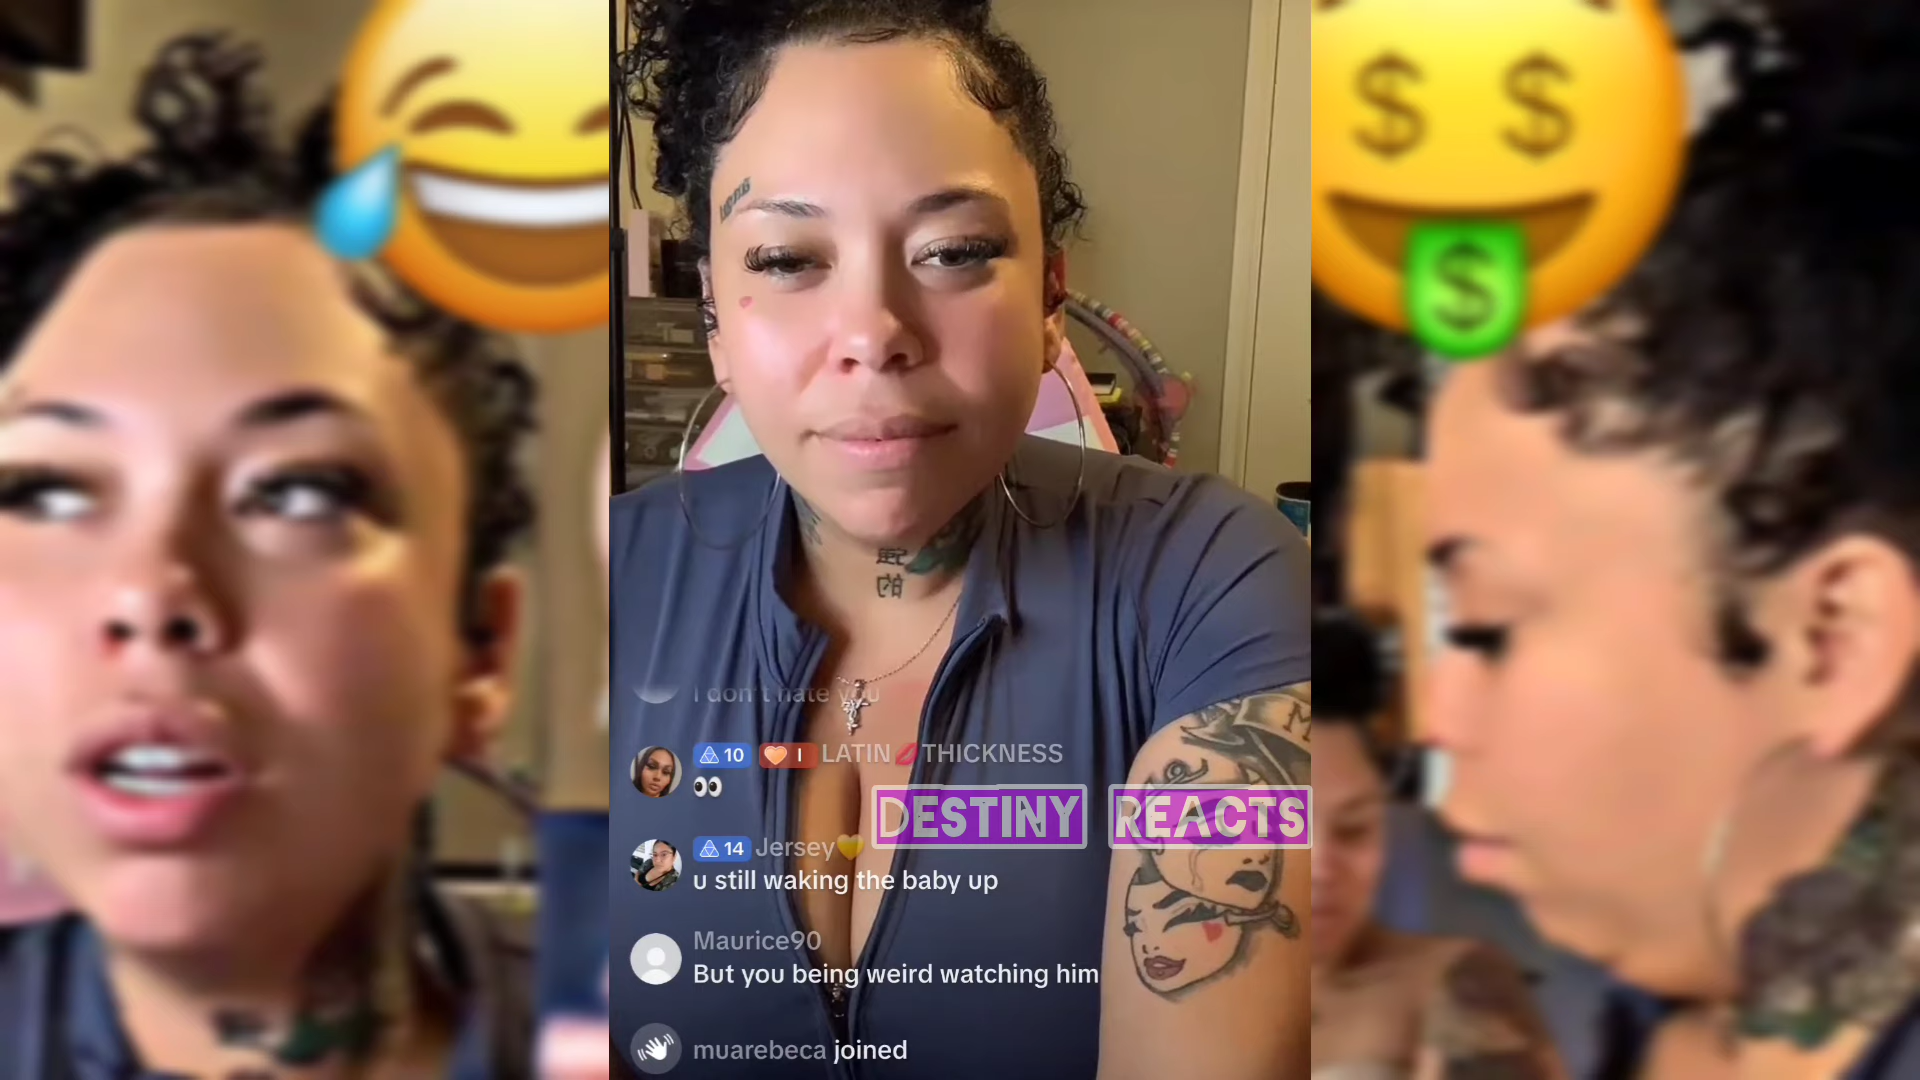 I don't hate you
10 I LATIN💋THICKNESS
👀
DESTINY REACTS
14 Jersey💛
u still waking the baby up
Maurice90
But you being weird watching him
muarebeca joined